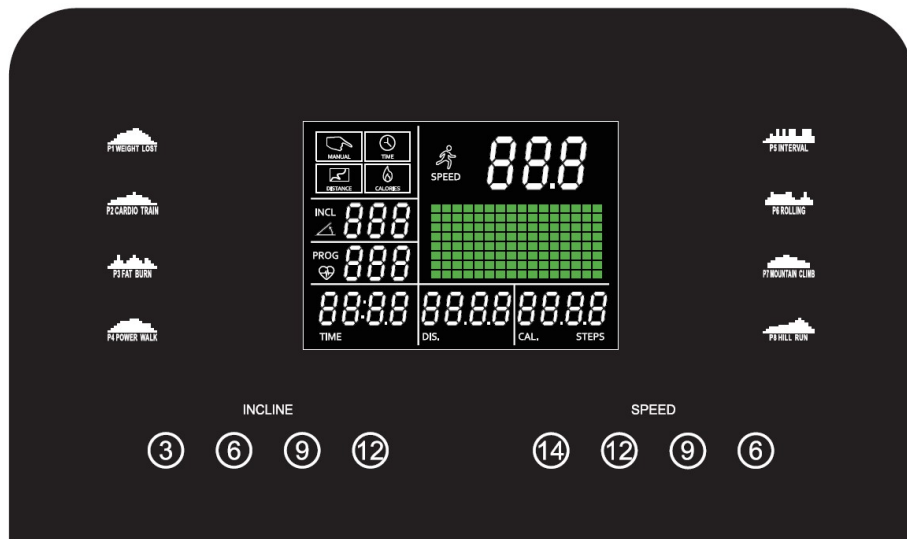 P1 WEIGHT LOST
P2 CARDIO TRAIN
P3 FAT BURN
P4 POWER WALK
MANUAL
TIME
DISTANCE
CALORIES
SPEED
88.8
INCL
888
PROG
888
88:8.8
TIME
88.8.8
DIS.
88.8.8
CAL. STEPS
P5 INTERVAL
P6 ROLLING
P7 MOUNTAIN CLIMB
P8 HILL RUN
INCLINE
3 6 9 12
SPEED
14 12 9 6